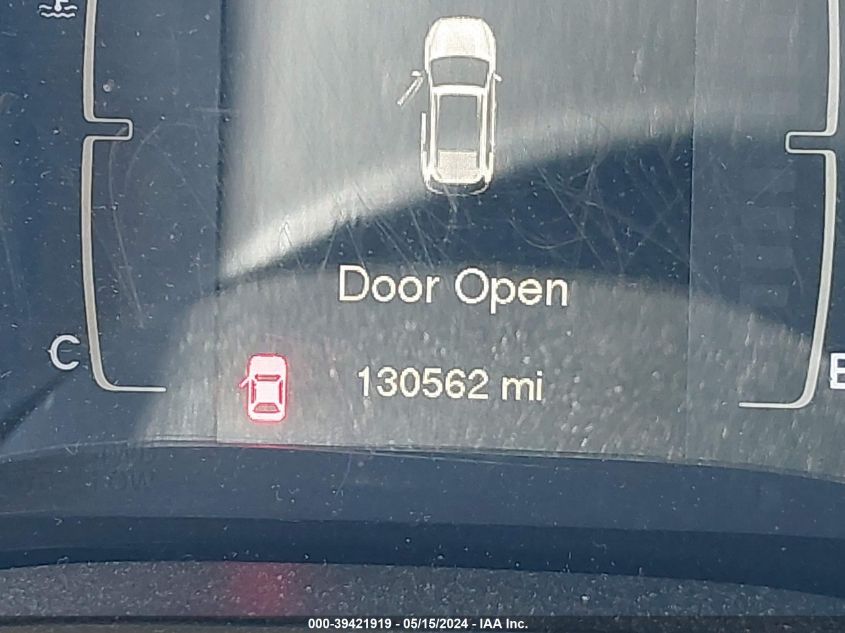 Door Open
C
130562 mi
E
000-39421919 - 05/15/2024 - IAA Inc.